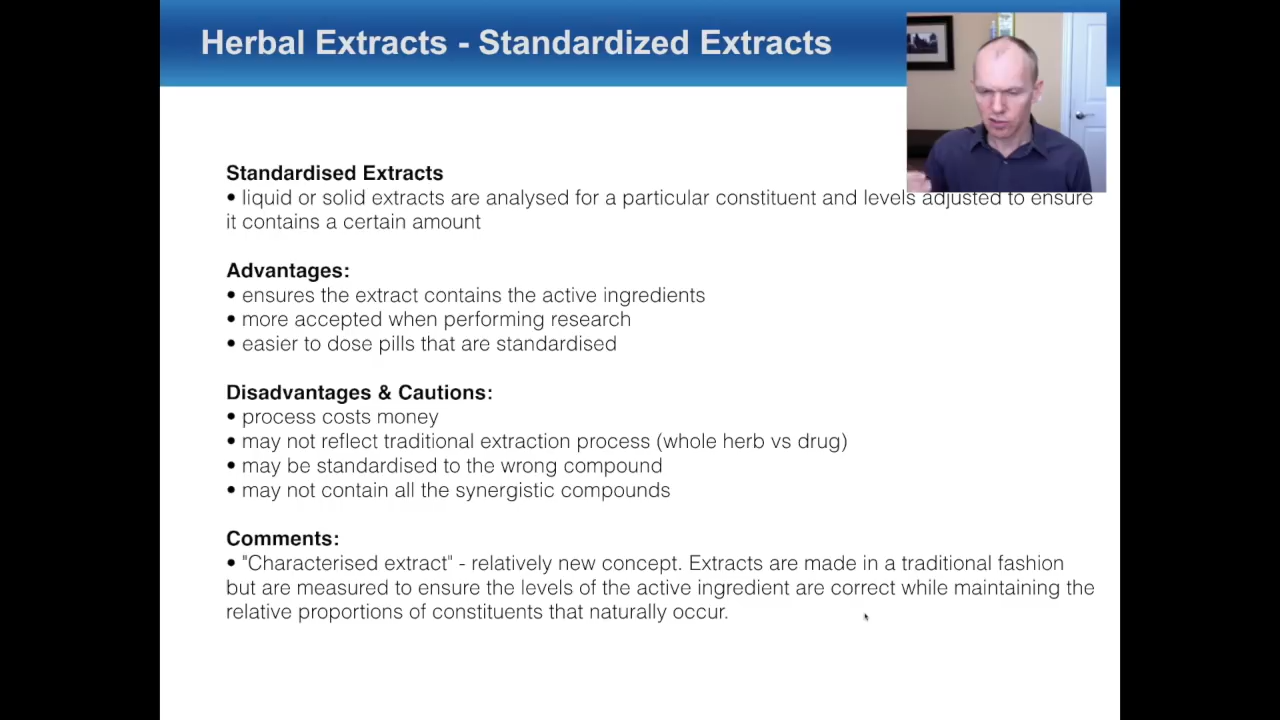 Herbal Extracts - Standardized Extracts
Standardised Extracts
• liquid or solid extracts are analysed for a particular constituent and levels adjusted to ensure
it contains a certain amount
Advantages:
• ensures the extract contains the active ingredients
• more accepted when performing research
• easier to dose pills that are standardised
Disadvantages & Cautions:
• process costs money
• may not reflect traditional extraction process (whole herb vs drug)
• may be standardised to the wrong compound
• may not contain all the synergistic compounds
Comments:
• "Characterised extract" - relatively new concept. Extracts are made in a traditional fashion
but are measured to ensure the levels of the active ingredient are correct while maintaining the
relative proportions of constituents that naturally occur.